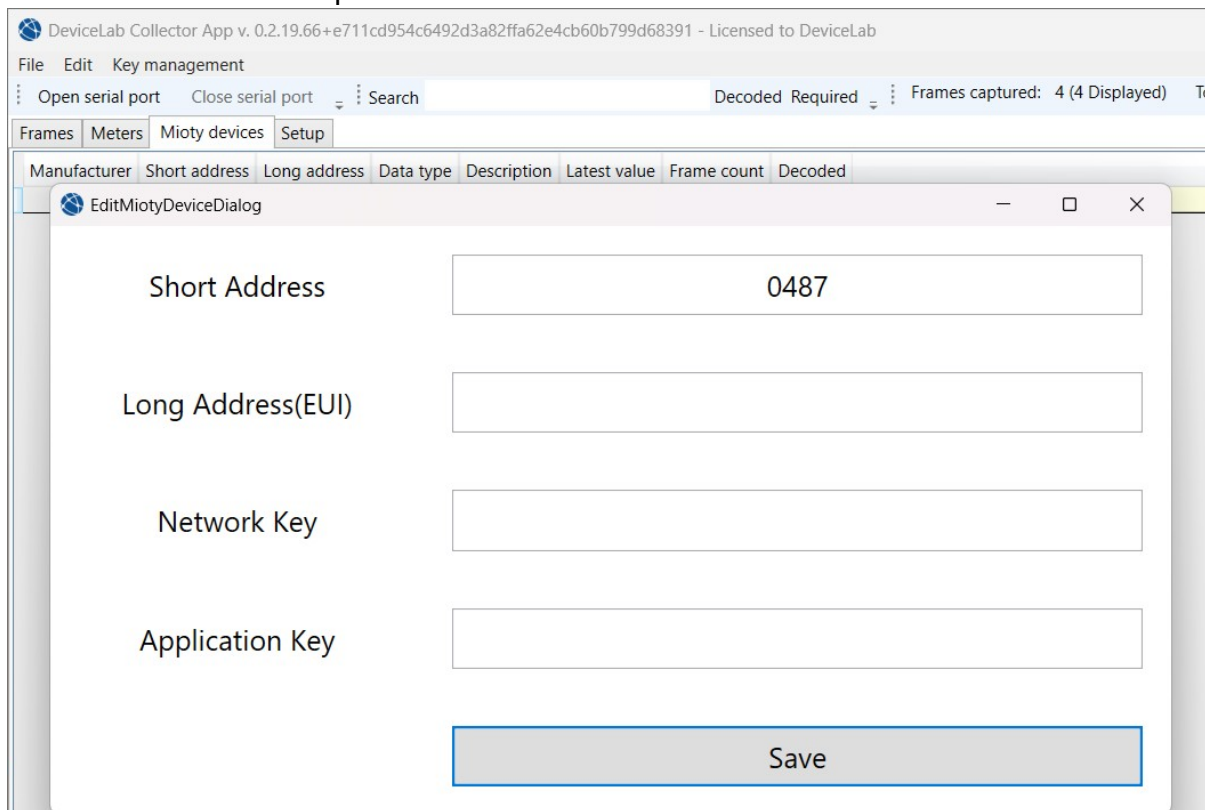 DeviceLab Collector App v. 0.2.19.66+e711cd954c6492d3a82ffa62e4cb60b799d68391 - Licensed to DeviceLab
File Edit Key management
Open serial port Close serial port Search Decoded Required Frames captured: 4 (4 Displayed)
Frames Meters Mioty devices Setup
Manufacturer Short address Long address Data type Description Latest value Frame count Decoded
EditMiotyDeviceDialog
Short Address 0487
Long Address(EUI)
Network Key
Application Key
Save